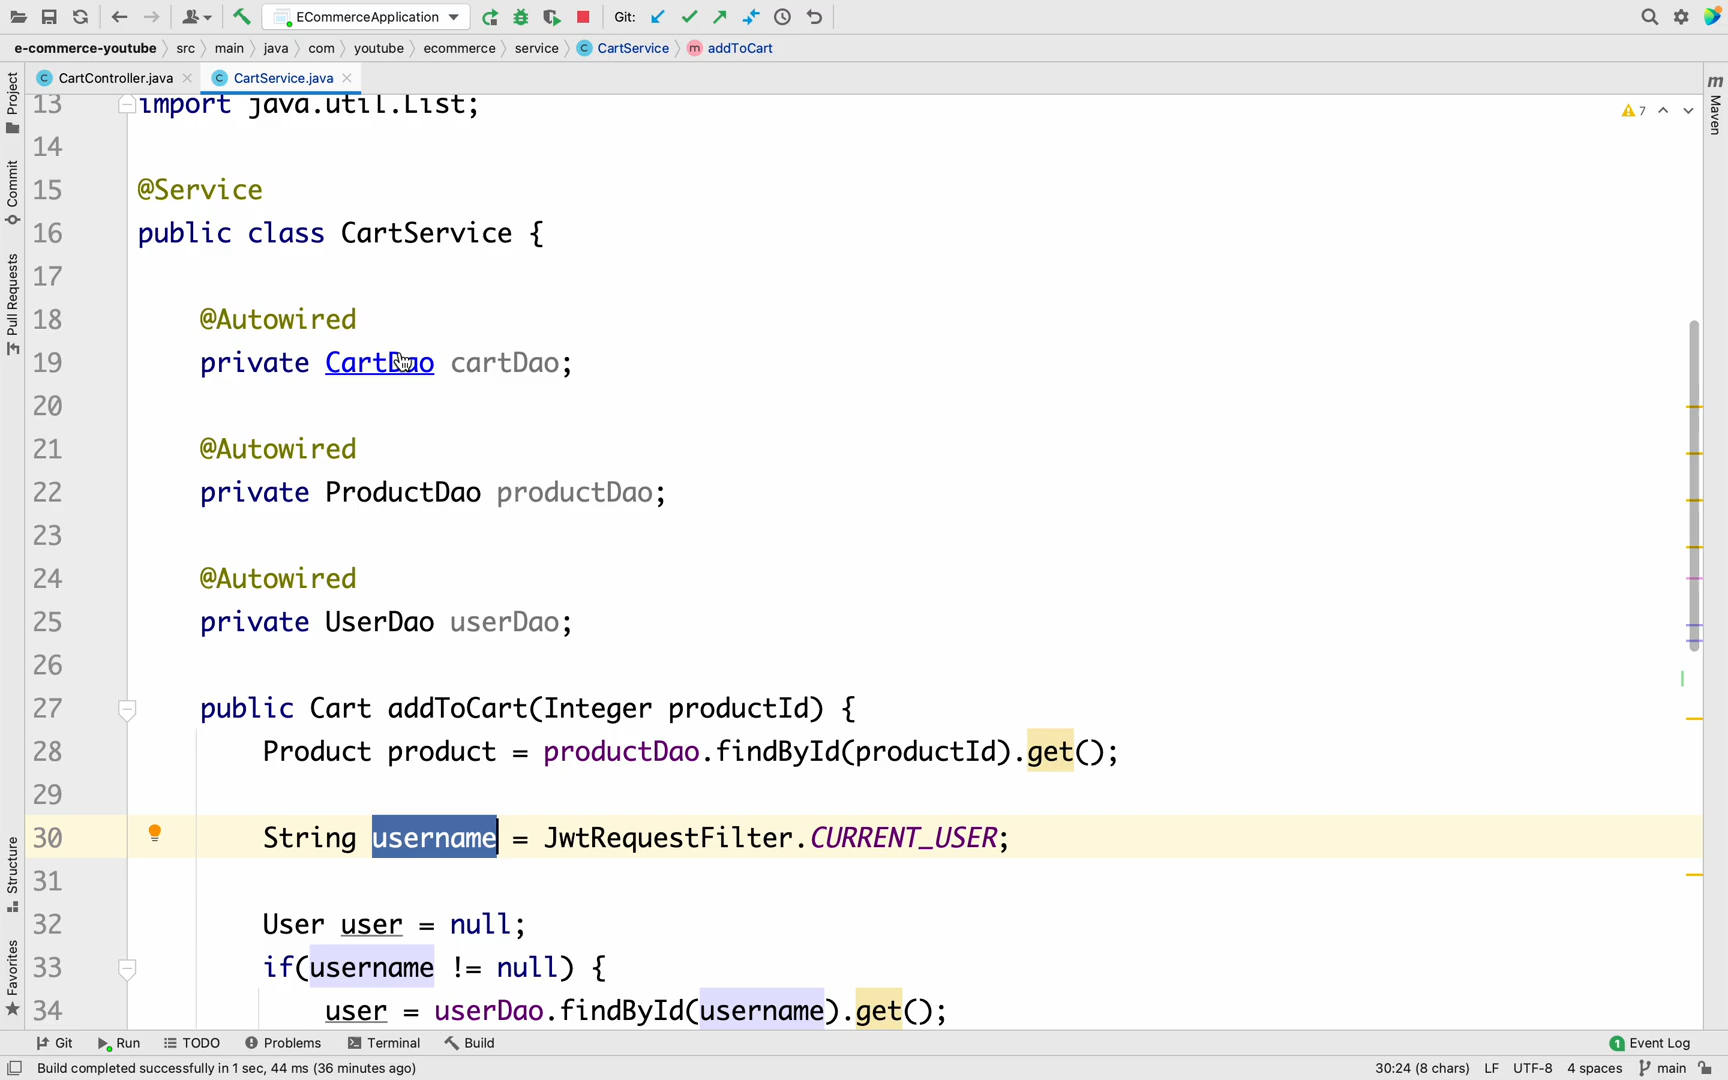 ECommerceApplication Git:
e-commerce-youtube src main java com youtube ecommerce service CartService addToCart
CartController.java CartService.java
Project
Commit
Pull Requests
Structure
Favorites
Maven
7
13 import java.util.List;
14
15 @Service
16 public class CartService {
17
18 @Autowired
19 private CartDao cartDao;
20
21 @Autowired
22 private ProductDao productDao;
23
24 @Autowired
25 private UserDao userDao;
26
27 public Cart addToCart(Integer productId) {
28 Product product = productDao.findById(productId).get();
29
30 String username = JwtRequestFilter.CURRENT_USER;
31
32 User user = null;
33 if(username != null) {
34 user = userDao.findById(username).get();
Git Run TODO Problems Terminal Build 1 Event Log
Build completed successfully in 1 sec, 44 ms (36 minutes ago) 30:24 (8 chars) LF UTF-8 4 spaces main